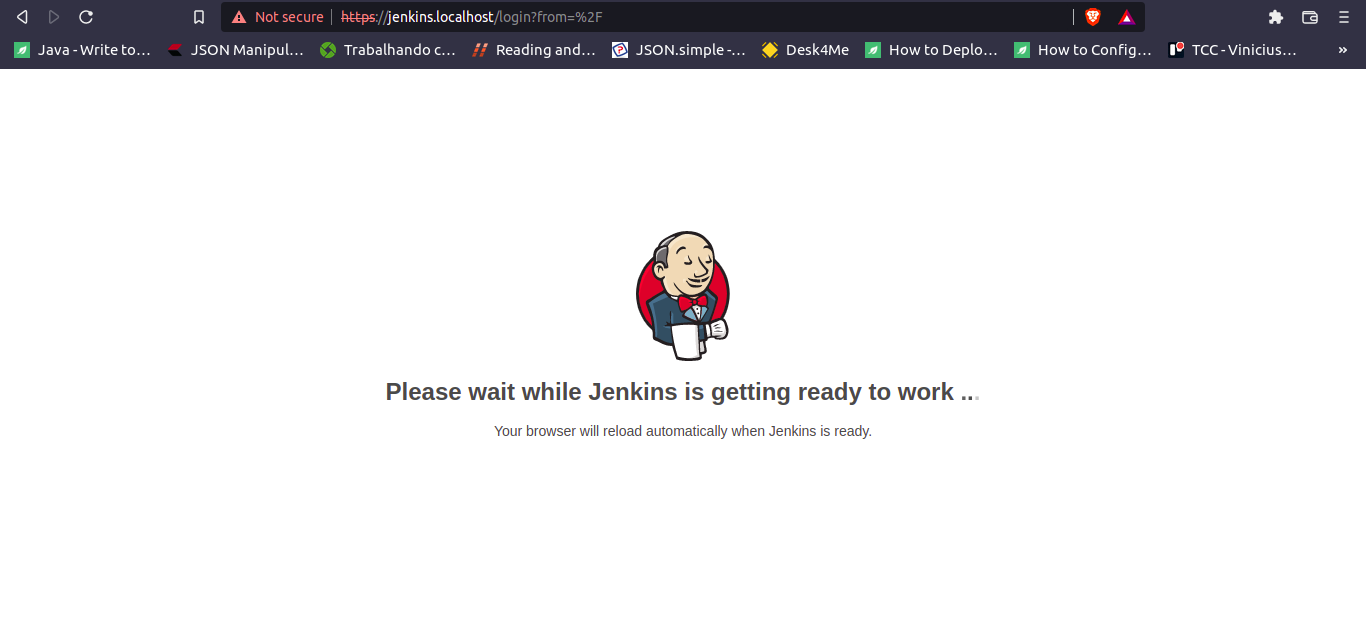 Not secure https://jenkins.localhost/login?from=%2F
Java - Write to… JSON Manipul… Trabalhando c… Reading and… JSON.simple -… Desk4Me How to Deplo… How to Config… TCC - Vinicius… »
Please wait while Jenkins is getting ready to work ...
Your browser will reload automatically when Jenkins is ready.